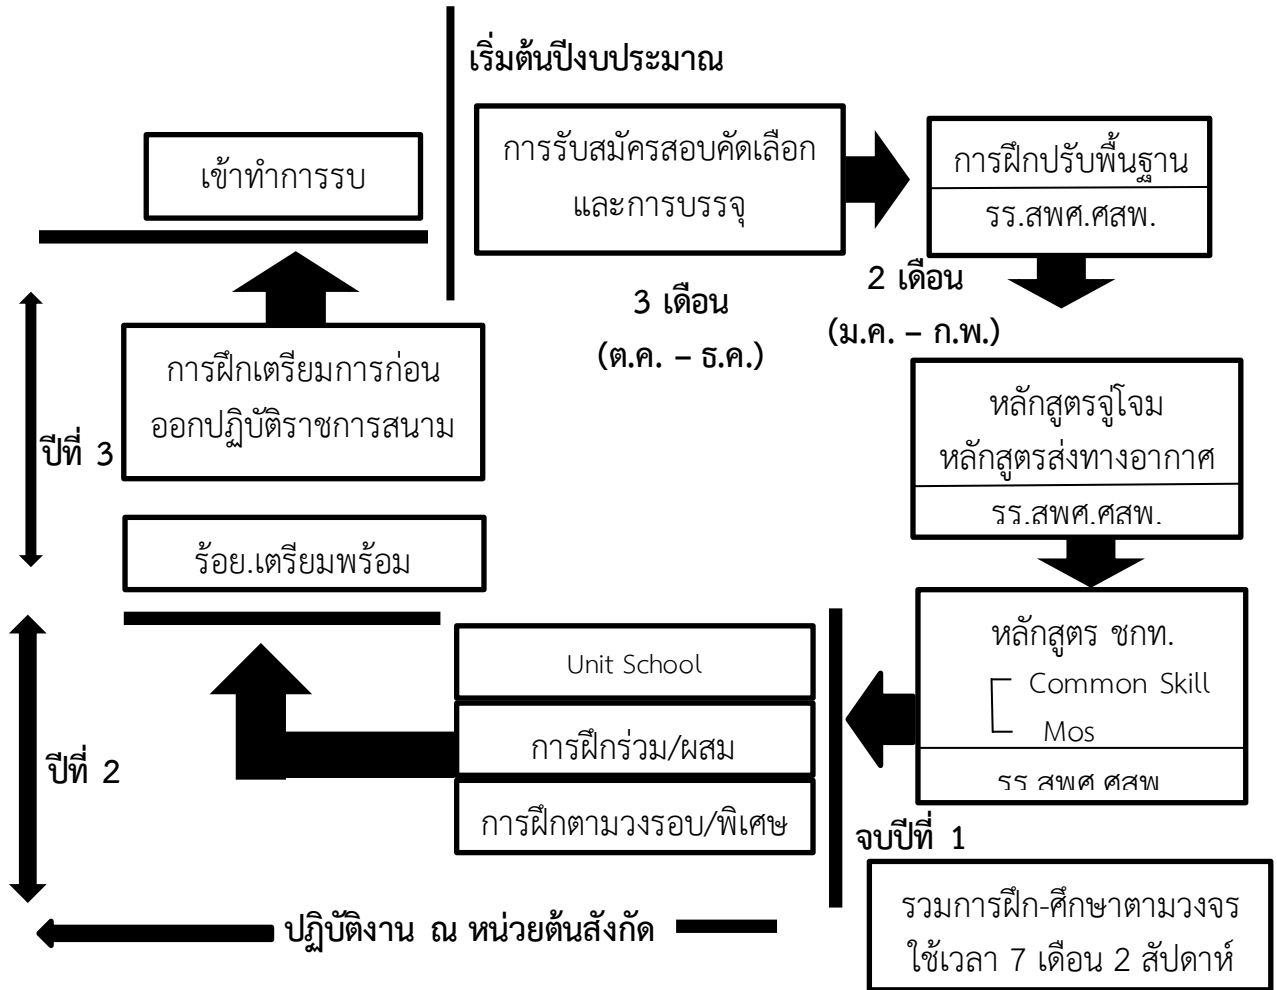 เริ่มต้นปีงบประมาณ
การรับสมัครสอบคัดเลือก
และการบรรจุ
3 เดือน
(ต.ค. – ธ.ค.)
การฝึกปรับพื้นฐาน
รร.สพศ.ศสพ.
2 เดือน
(ม.ค. – ก.พ.)
หลักสูตรจู่โจม
หลักสูตรส่งทางอากาศ
รร.สพศ.ศสพ.
หลักสูตร ชกท.
Common Skill
Mos
รร.สพศ.ศสพ
จบปีที่ 1
รวมการฝึก-ศึกษาตามวงจร
ใช้เวลา 7 เดือน 2 สัปดาห์
Unit School
การฝึกร่วม/ผสม
การฝึกตามวงรอบ/พิเศษ
ปฏิบัติงาน ณ หน่วยต้นสังกัด
ปีที่ 2
ร้อย.เตรียมพร้อม
ปีที่ 3
การฝึกเตรียมการก่อน
ออกปฏิบัติราชการสนาม
เข้าทำการรบ